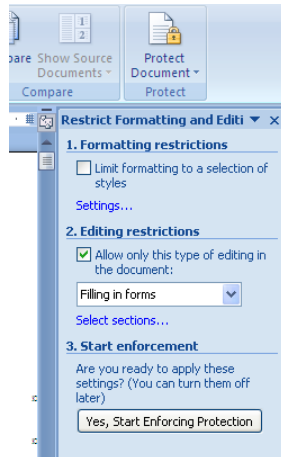 1
2
pare Show Source
Documents
Protect
Document
Compare
Protect
Restrict Formatting and Editi
1. Formatting restrictions
Limit formatting to a selection of
styles
Settings...
2. Editing restrictions
Allow only this type of editing in
the document:
Filling in forms
Select sections...
3. Start enforcement
Are you ready to apply these
settings? (You can turn them off
later)
Yes, Start Enforcing Protection